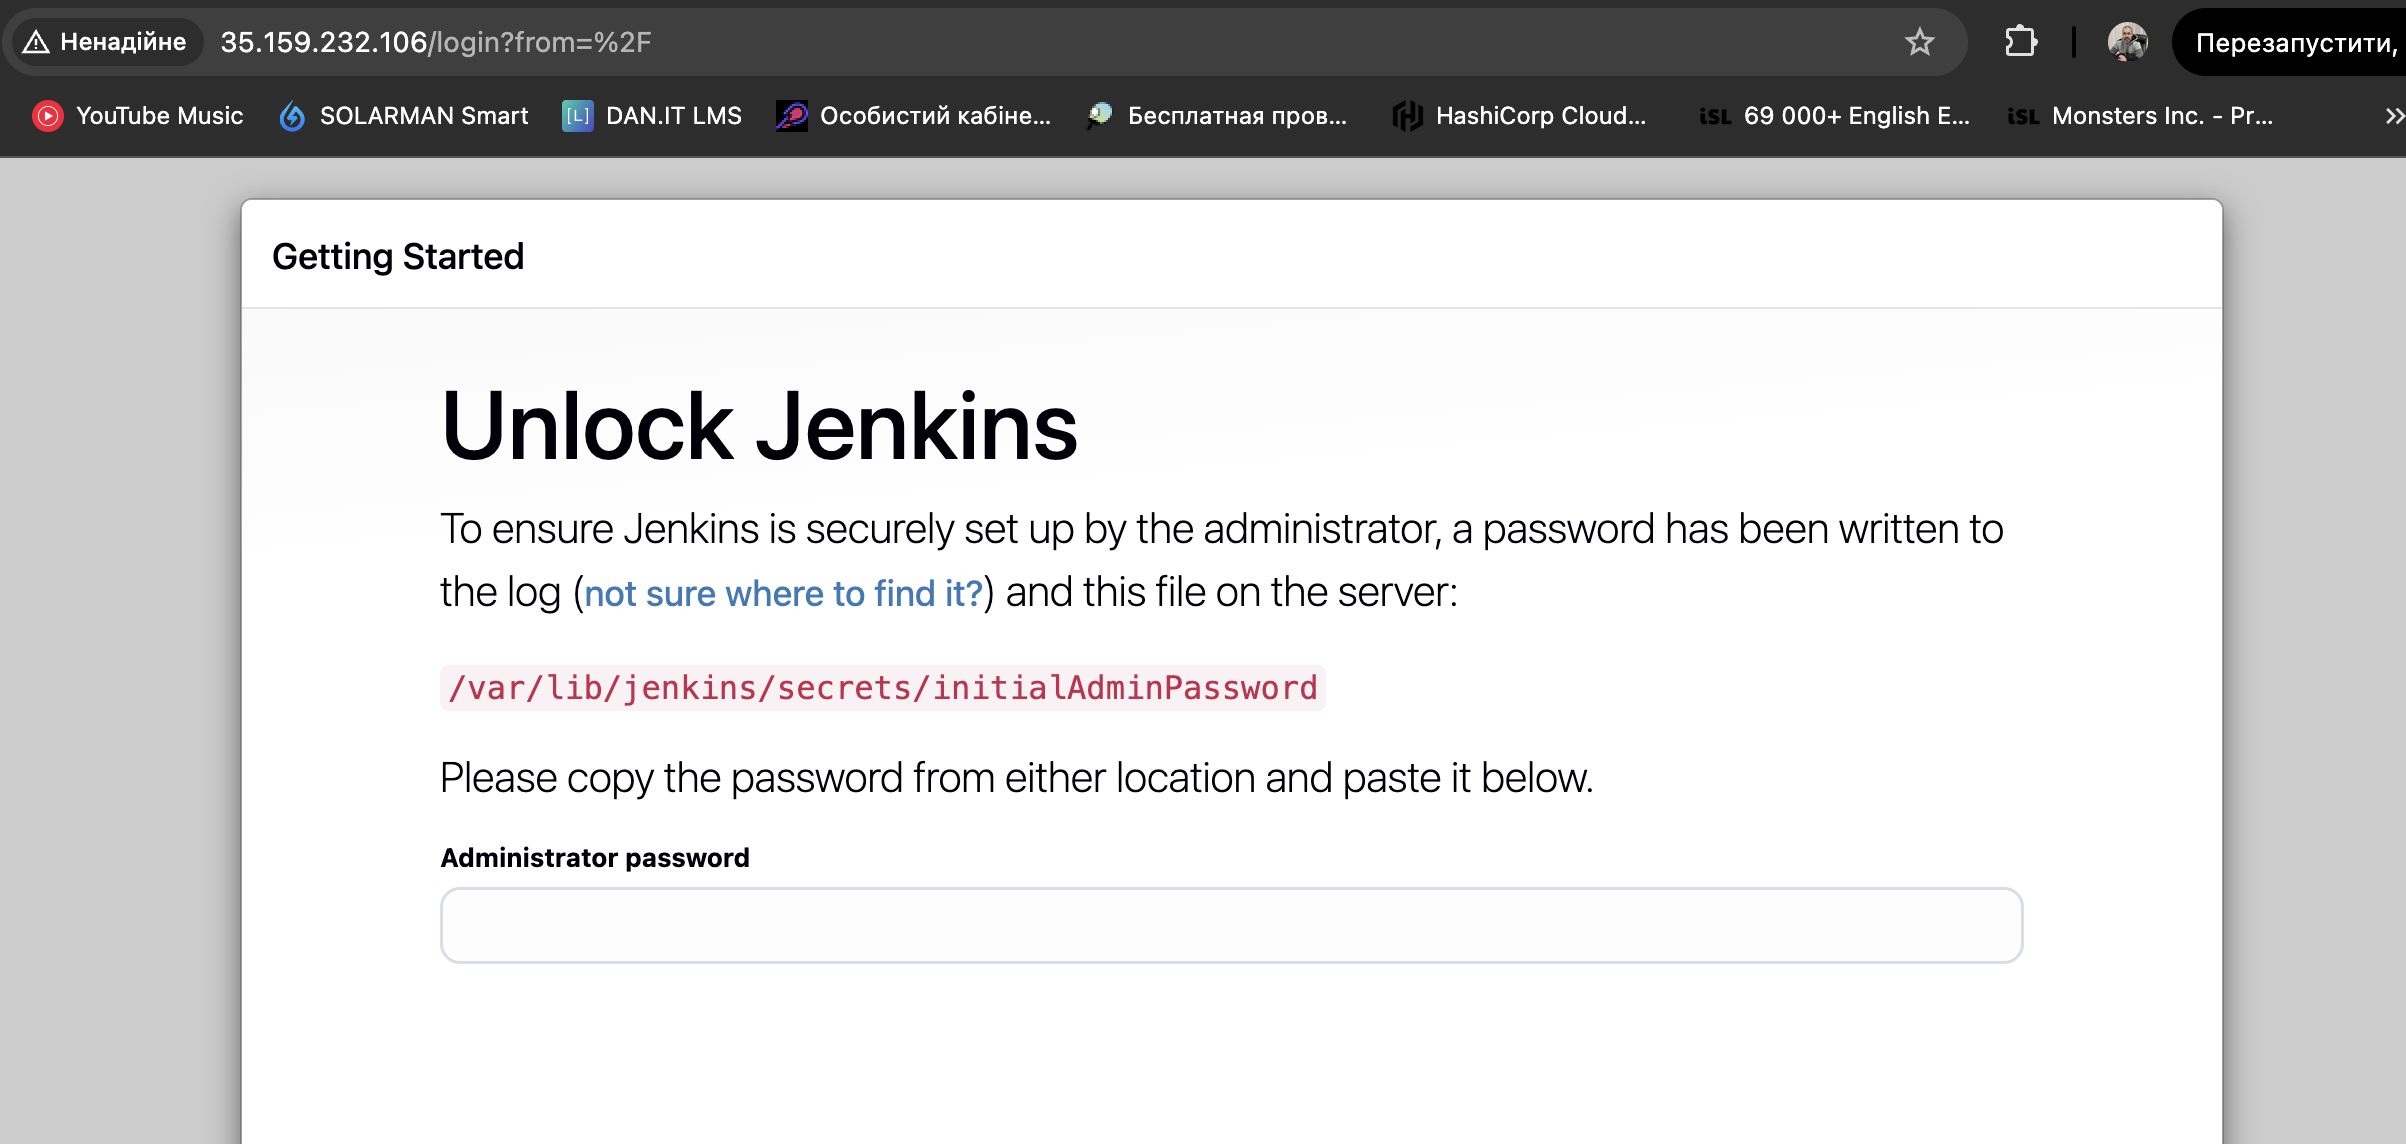 Ненадійне
35.159.232.106/login?from=%2F
Перезапустити,
YouTube Music
SOLARMAN Smart
[L] DAN.IT LMS
Особистий кабіне...
Бесплатная пров...
HashiCorp Cloud...
iSL 69 000+ English E...
iSL Monsters Inc. - Pr...
Getting Started
Unlock Jenkins
To ensure Jenkins is securely set up by the administrator, a password has been written to
the log (not sure where to find it?) and this file on the server:
/var/lib/jenkins/secrets/initialAdminPassword
Please copy the password from either location and paste it below.
Administrator password